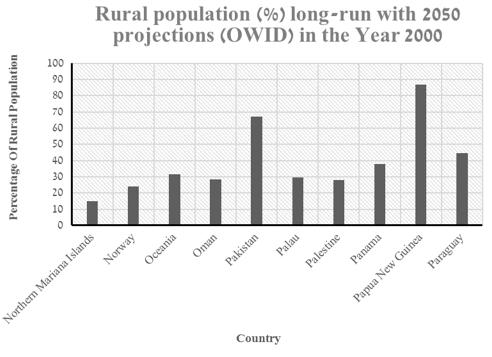 Rural population (%) long-run with 2050
projections (OWID) in the Year 2000
Percentage Of Rural Population
100
90
80
70
60
50
40
30
20
10
0
Northern Mariana Islands
Norway
Oceania
Oman
Pakistan
Palau
Palestine
Panama
Papua New Guinea
Paraguay
Country